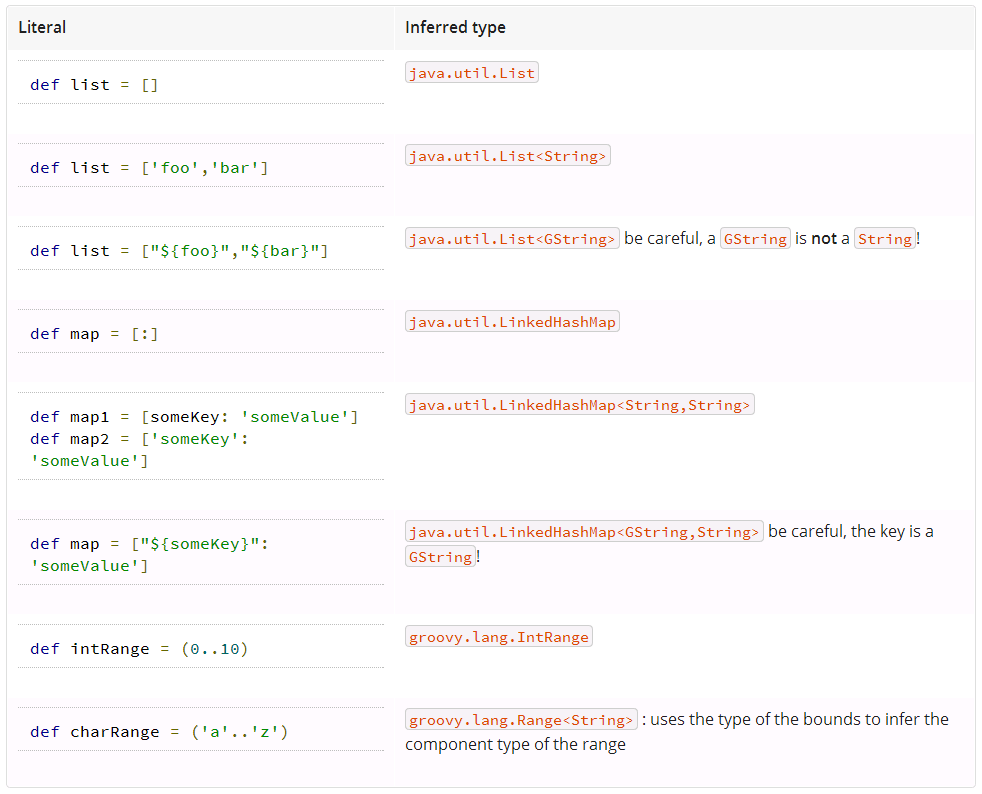 Literal Inferred type
def list = [] java.util.List
def list = ['foo','bar'] java.util.List<String>
def list = ["${foo}","${bar}"] java.util.List<GString> be careful, a GString is not a String!
def map = [:] java.util.LinkedHashMap
def map1 = [someKey: 'someValue'] java.util.LinkedHashMap<String,String>
def map2 = ['someKey':
'someValue']
def map = ["${someKey}": java.util.LinkedHashMap<GString,String> be careful, the key is a
'someValue'] GString!
def intRange = (0..10) groovy.lang.IntRange
def charRange = ('a'..'z') groovy.lang.Range<String> : uses the type of the bounds to infer the
component type of the range